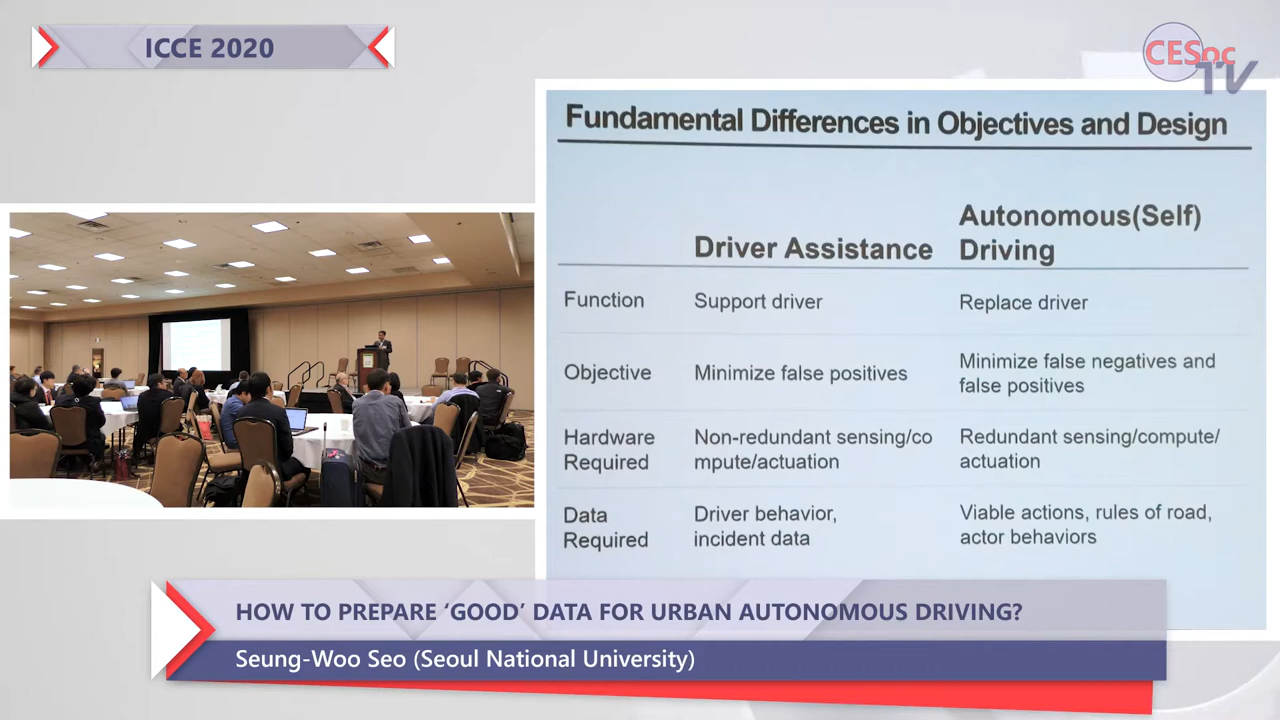 ICCE 2020
CESoc
TV
Fundamental Differences in Objectives and Design
Driver Assistance
Autonomous(Self)
Driving
Function
Support driver
Replace driver
Objective
Minimize false positives
Minimize false negatives and
false positives
Hardware
Required
Non-redundant sensing/co
mpute/actuation
Redundant sensing/compute/
actuation
Data
Required
Driver behavior,
incident data
Viable actions, rules of road,
actor behaviors
HOW TO PREPARE ‘GOOD’ DATA FOR URBAN AUTONOMOUS DRIVING?
Seung-Woo Seo (Seoul National University)